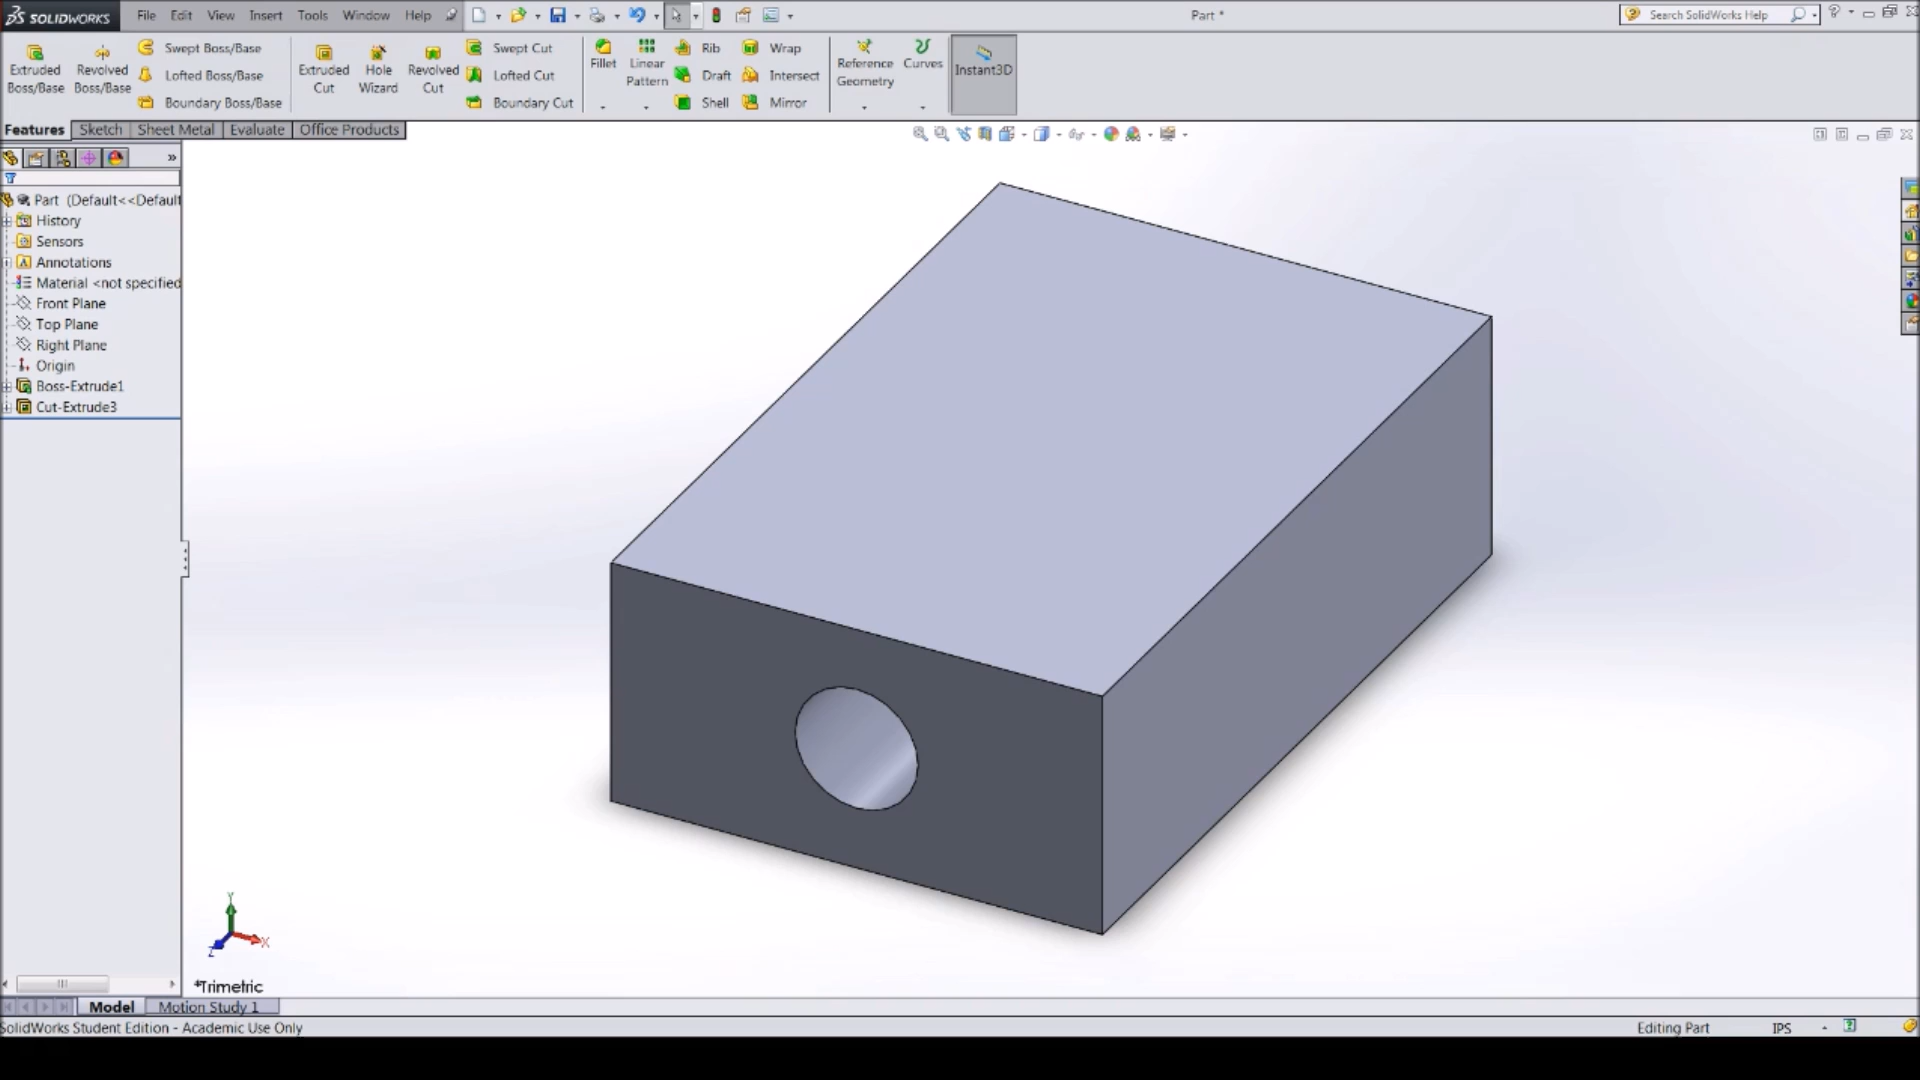 SOLIDWORKS File Edit View Insert Tools Window Help Part * Search SolidWorks Help
Extruded Boss/Base
Revolved Boss/Base
Swept Boss/Base
Lofted Boss/Base
Boundary Boss/Base
Extruded Cut
Hole Wizard
Revolved Cut
Swept Cut
Lofted Cut
Boundary Cut
Fillet
Linear Pattern
Rib
Draft
Shell
Wrap
Intersect
Mirror
Reference Geometry
Curves
Instant3D
Features Sketch Sheet Metal Evaluate Office Products
Part (Default<<Default
History
Sensors
Annotations
Material <not specified
Front Plane
Top Plane
Right Plane
Origin
Boss-Extrude1
Cut-Extrude3
Y
X
Z
*Trimetric
Model Motion Study 1
SolidWorks Student Edition - Academic Use Only Editing Part IPS